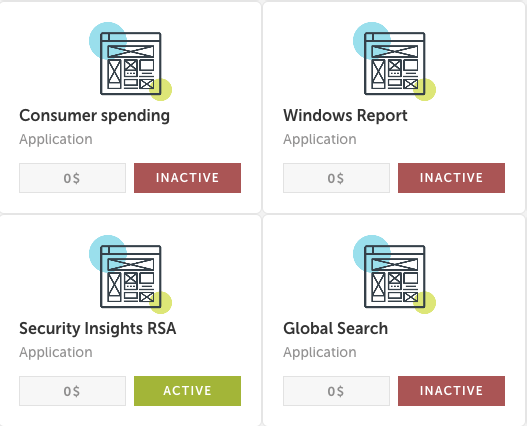 Consumer spending
Application
0$ INACTIVE
Windows Report
Application
0$ INACTIVE
Security Insights RSA
Application
0$ ACTIVE
Global Search
Application
0$ INACTIVE